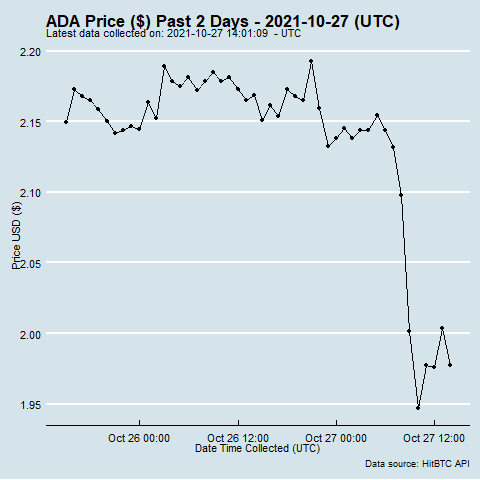 ADA Price ($) Past 2 Days - 2021-10-27 (UTC)
Latest data collected on: 2021-10-27 14:01:09 - UTC
2.20
2.15
2.10
2.05
2.00
1.95
Price USD ($)
Oct 26 00:00 Oct 26 12:00 Oct 27 00:00 Oct 27 12:00
Date Time Collected (UTC)
Data source: HitBTC API